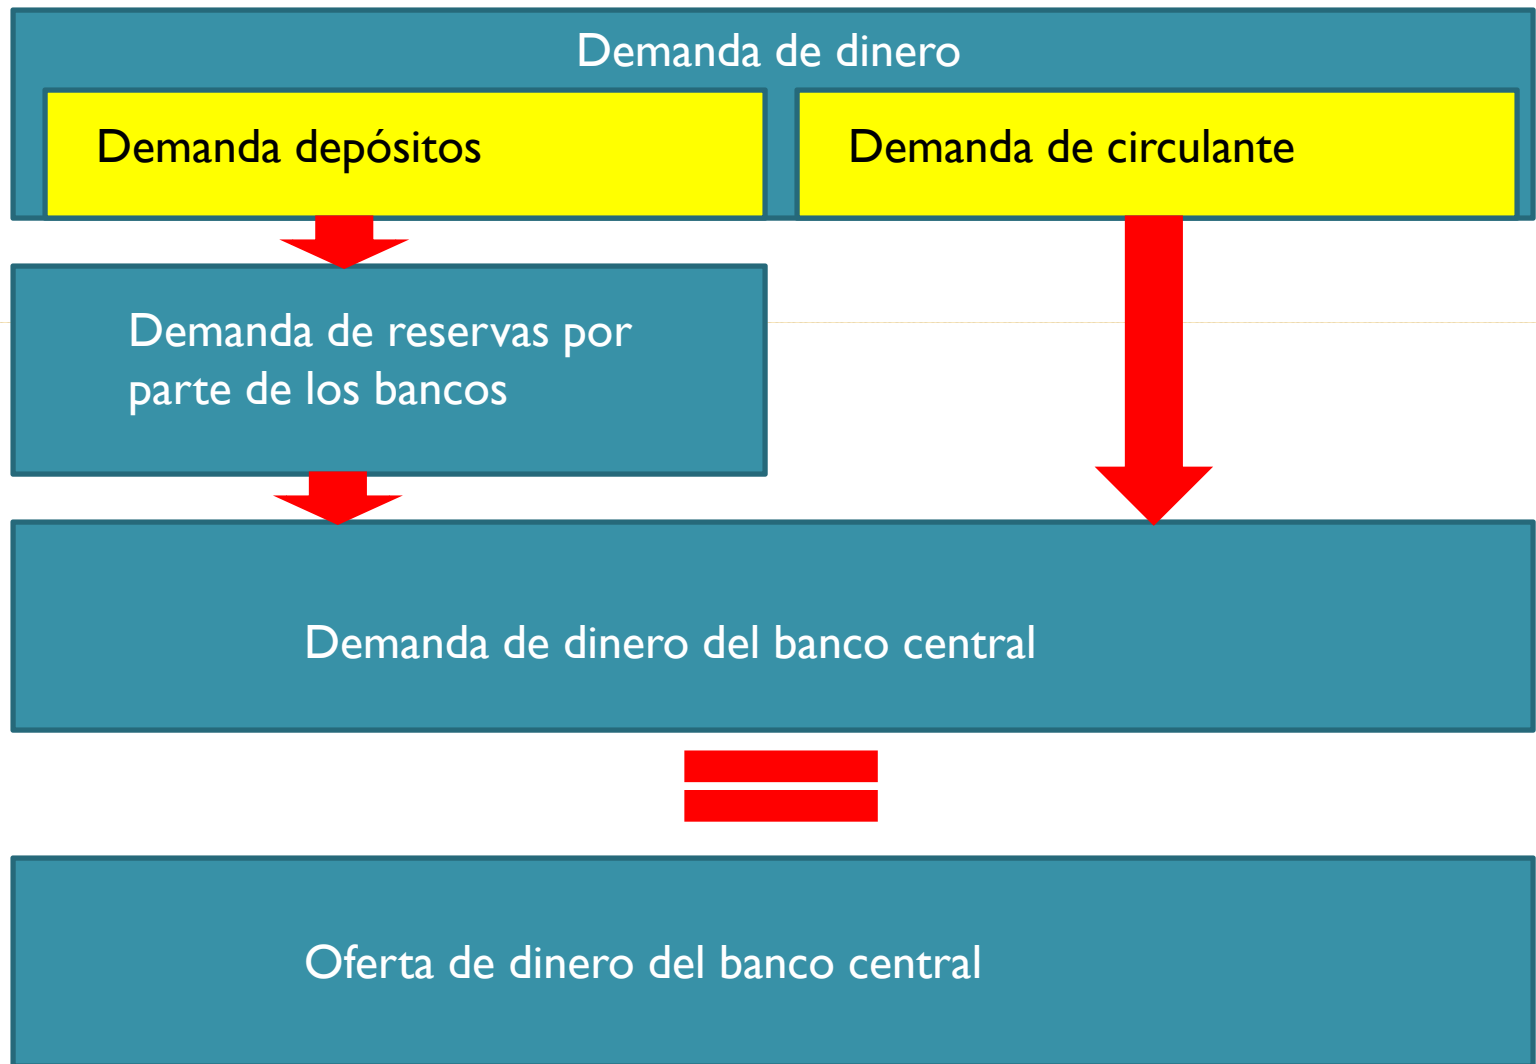 Demanda de dinero
Demanda depósitos
Demanda de circulante
Demanda de reservas por
parte de los bancos
Demanda de dinero del banco central
Oferta de dinero del banco central